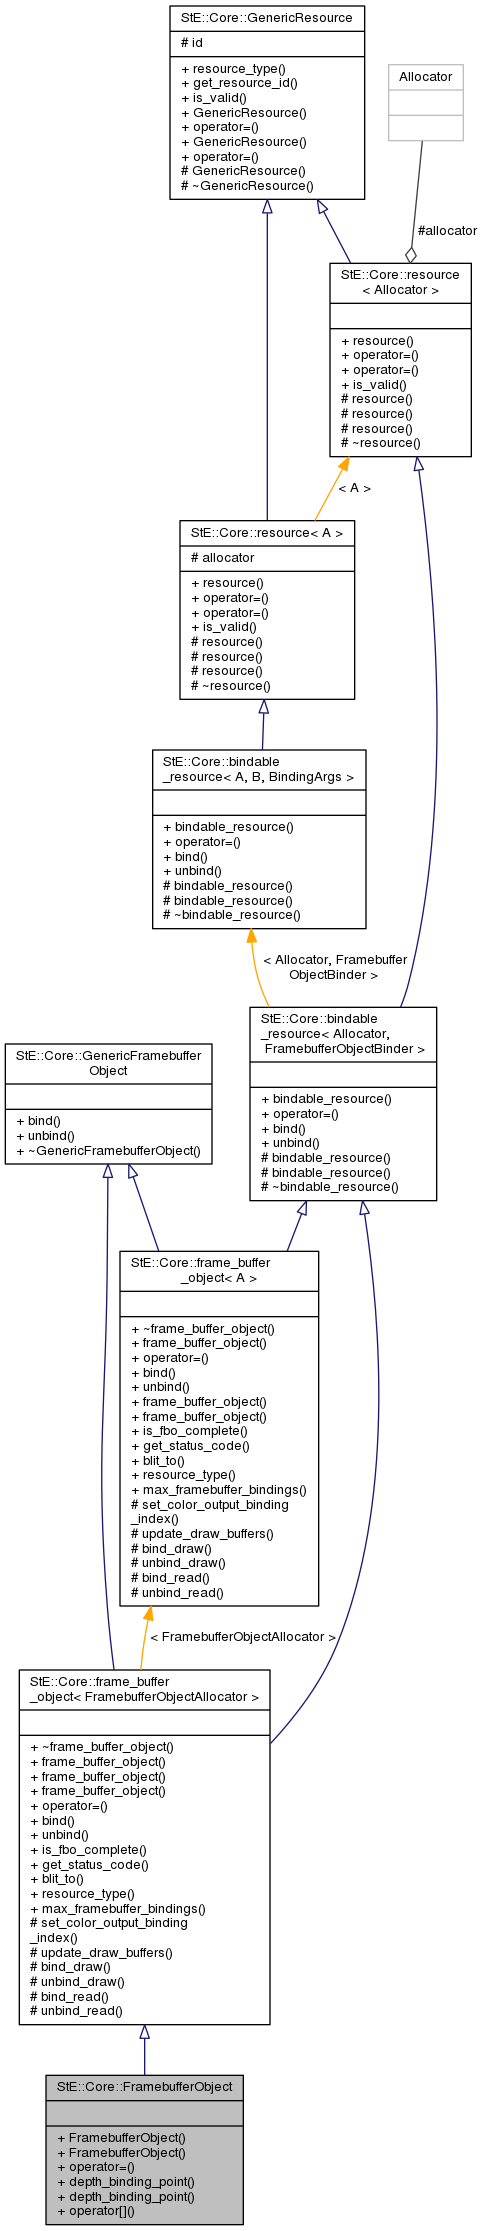 StE::Core::GenericResource
# id
+ resource_type()
+ get_resource_id()
+ is_valid()
+ GenericResource()
+ operator=()
+ GenericResource()
+ operator=()
# GenericResource()
# ~GenericResource()
Allocator
#allocator
StE::Core::resource
< Allocator >
+ resource()
+ operator=()
+ operator=()
+ is_valid()
# resource()
# resource()
# resource()
# ~resource()
< A >
StE::Core::resource< A >
# allocator
+ resource()
+ operator=()
+ operator=()
+ is_valid()
# resource()
# resource()
# resource()
# ~resource()
StE::Core::bindable
_resource< A, B, BindingArgs >
+ bindable_resource()
+ operator=()
+ bind()
+ unbind()
# bindable_resource()
# bindable_resource()
# ~bindable_resource()
< Allocator, Framebuffer
ObjectBinder >
StE::Core::bindable
_resource< Allocator,
FramebufferObjectBinder >
+ bindable_resource()
+ operator=()
+ bind()
+ unbind()
# bindable_resource()
# bindable_resource()
# ~bindable_resource()
StE::Core::GenericFramebuffer
Object
+ bind()
+ unbind()
+ ~GenericFramebufferObject()
StE::Core::frame_buffer
_object< A >
+ ~frame_buffer_object()
+ frame_buffer_object()
+ operator=()
+ bind()
+ unbind()
+ frame_buffer_object()
+ frame_buffer_object()
+ is_fbo_complete()
+ get_status_code()
+ blit_to()
+ resource_type()
+ max_framebuffer_bindings()
# set_color_output_binding
_index()
# update_draw_buffers()
# bind_draw()
# unbind_draw()
# bind_read()
# unbind_read()
< FramebufferObjectAllocator >
StE::Core::frame_buffer
_object< FramebufferObjectAllocator >
+ ~frame_buffer_object()
+ frame_buffer_object()
+ frame_buffer_object()
+ frame_buffer_object()
+ operator=()
+ bind()
+ unbind()
+ is_fbo_complete()
+ get_status_code()
+ blit_to()
+ resource_type()
+ max_framebuffer_bindings()
# set_color_output_binding
_index()
# update_draw_buffers()
# bind_draw()
# unbind_draw()
# bind_read()
# unbind_read()
StE::Core::FramebufferObject
+ FramebufferObject()
+ FramebufferObject()
+ operator=()
+ depth_binding_point()
+ depth_binding_point()
+ operator[]()